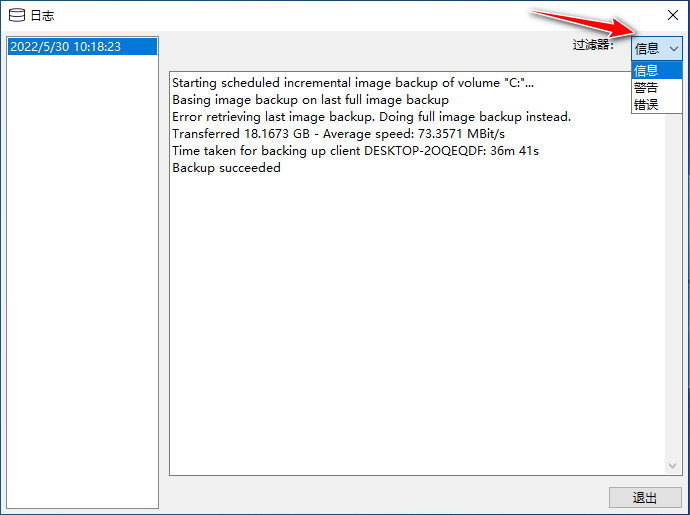 日志
2022/5/30 10:18:23
过滤器:
信息
信息
警告
错误
Starting scheduled incremental image backup of volume "C:"...
Basing image backup on last full image backup
Error retrieving last image backup. Doing full image backup instead.
Transferred 18.1673 GB - Average speed: 73.3571 MBit/s
Time taken for backing up client DESKTOP-2OQEQDF: 36m 41s
Backup succeeded
退出